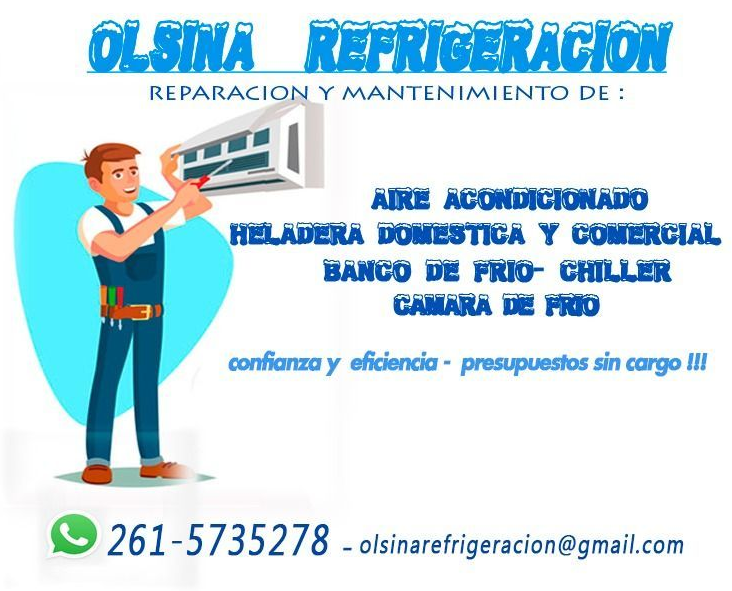 OLSINA REFRIGERACION
REPARACION Y MANTENIMIENTO DE :
AIRE ACONDICIONADO
HELADERA DOMESTICA Y COMERCIAL
BANCO DE FRIO- CHILLER
CAMARA DE FRIO
confianza y eficiencia - presupuestos sin cargo !!!
261-5735278 - olsinarefrigeracion@gmail.com